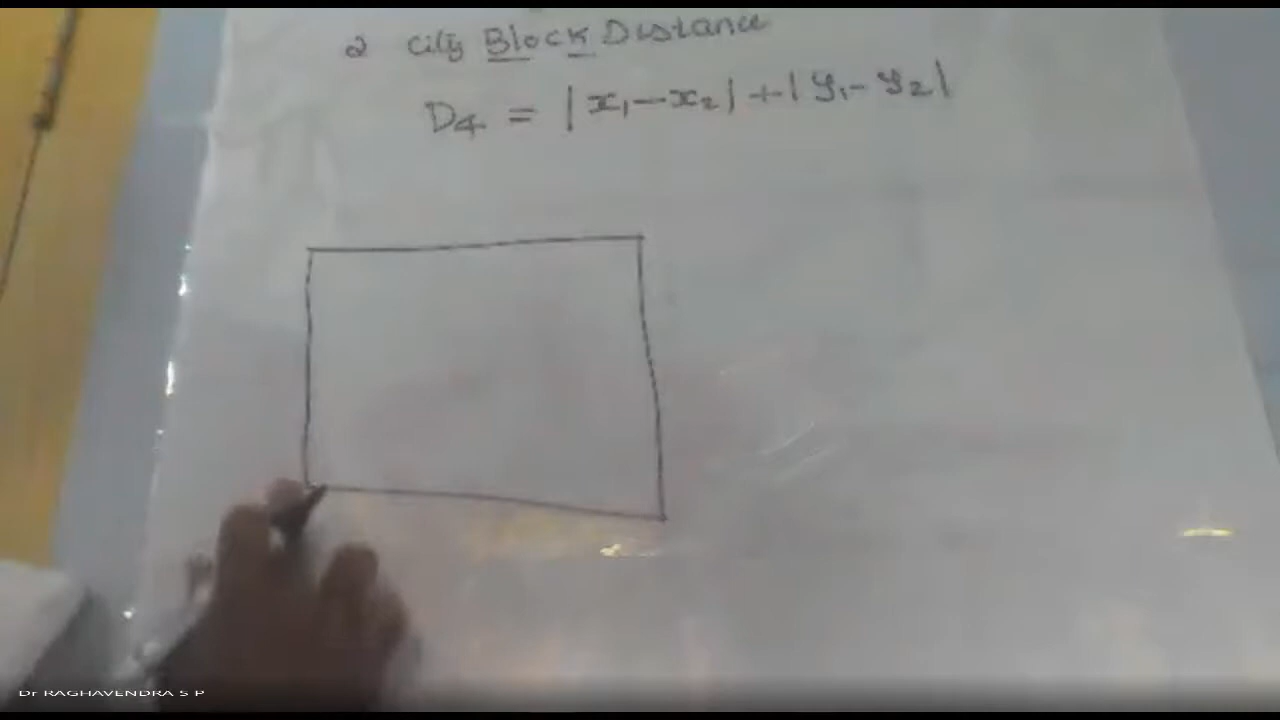 2 City Block Distance
D₄ = |x₁-x₂| + |y₁-y₂|
Dr RAGHAVENDRA S P